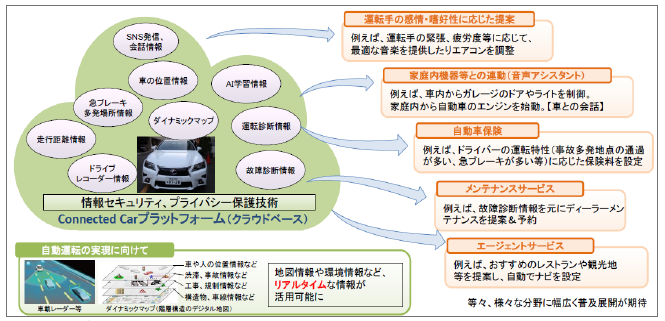 SNS発信、
会話情報
車の位置情報
AI学習情報
急ブレーキ
多発場所情報
ダイナミックマップ
運転診断情報
走行距離情報
ドライブ
レコーダー情報
故障診断情報
情報セキュリティ、プライバシー保護技術
Connected Carプラットフォーム(クラウドベース)
運転手の感情・嗜好性に応じた提案
例えば、運転手の緊張、疲労度等に応じて、
最適な音楽を提供したりエアコンを調整
家庭内機器等との連動(音声アシスタント)
例えば、車内からガレージのドアやライトを制御。
家庭内から自動車のエンジンを始動。【車との会話】
自動車保険
例えば、ドライバーの運転特性(事故多発地点の通過
が多い、急ブレーキが多い等)に応じた保険料を設定
メンテナンスサービス
例えば、故障診断情報を元にディーラーメン
テナンスを提案&予約
エージェントサービス
例えば、おすすめのレストランや観光地
等を提案し、自動でナビを設定
等々、様々な分野に幅広く普及展開が期待
自動運転の実現に向けて
車や人の位置情報など
渋滞、事故情報など
工事、規制情報など
構造物、車線情報など
車載レーダー等
ダイナミックマップ(階層構造のデジタル地図)
地図情報や環境情報など、
リアルタイムな情報が
活用可能に